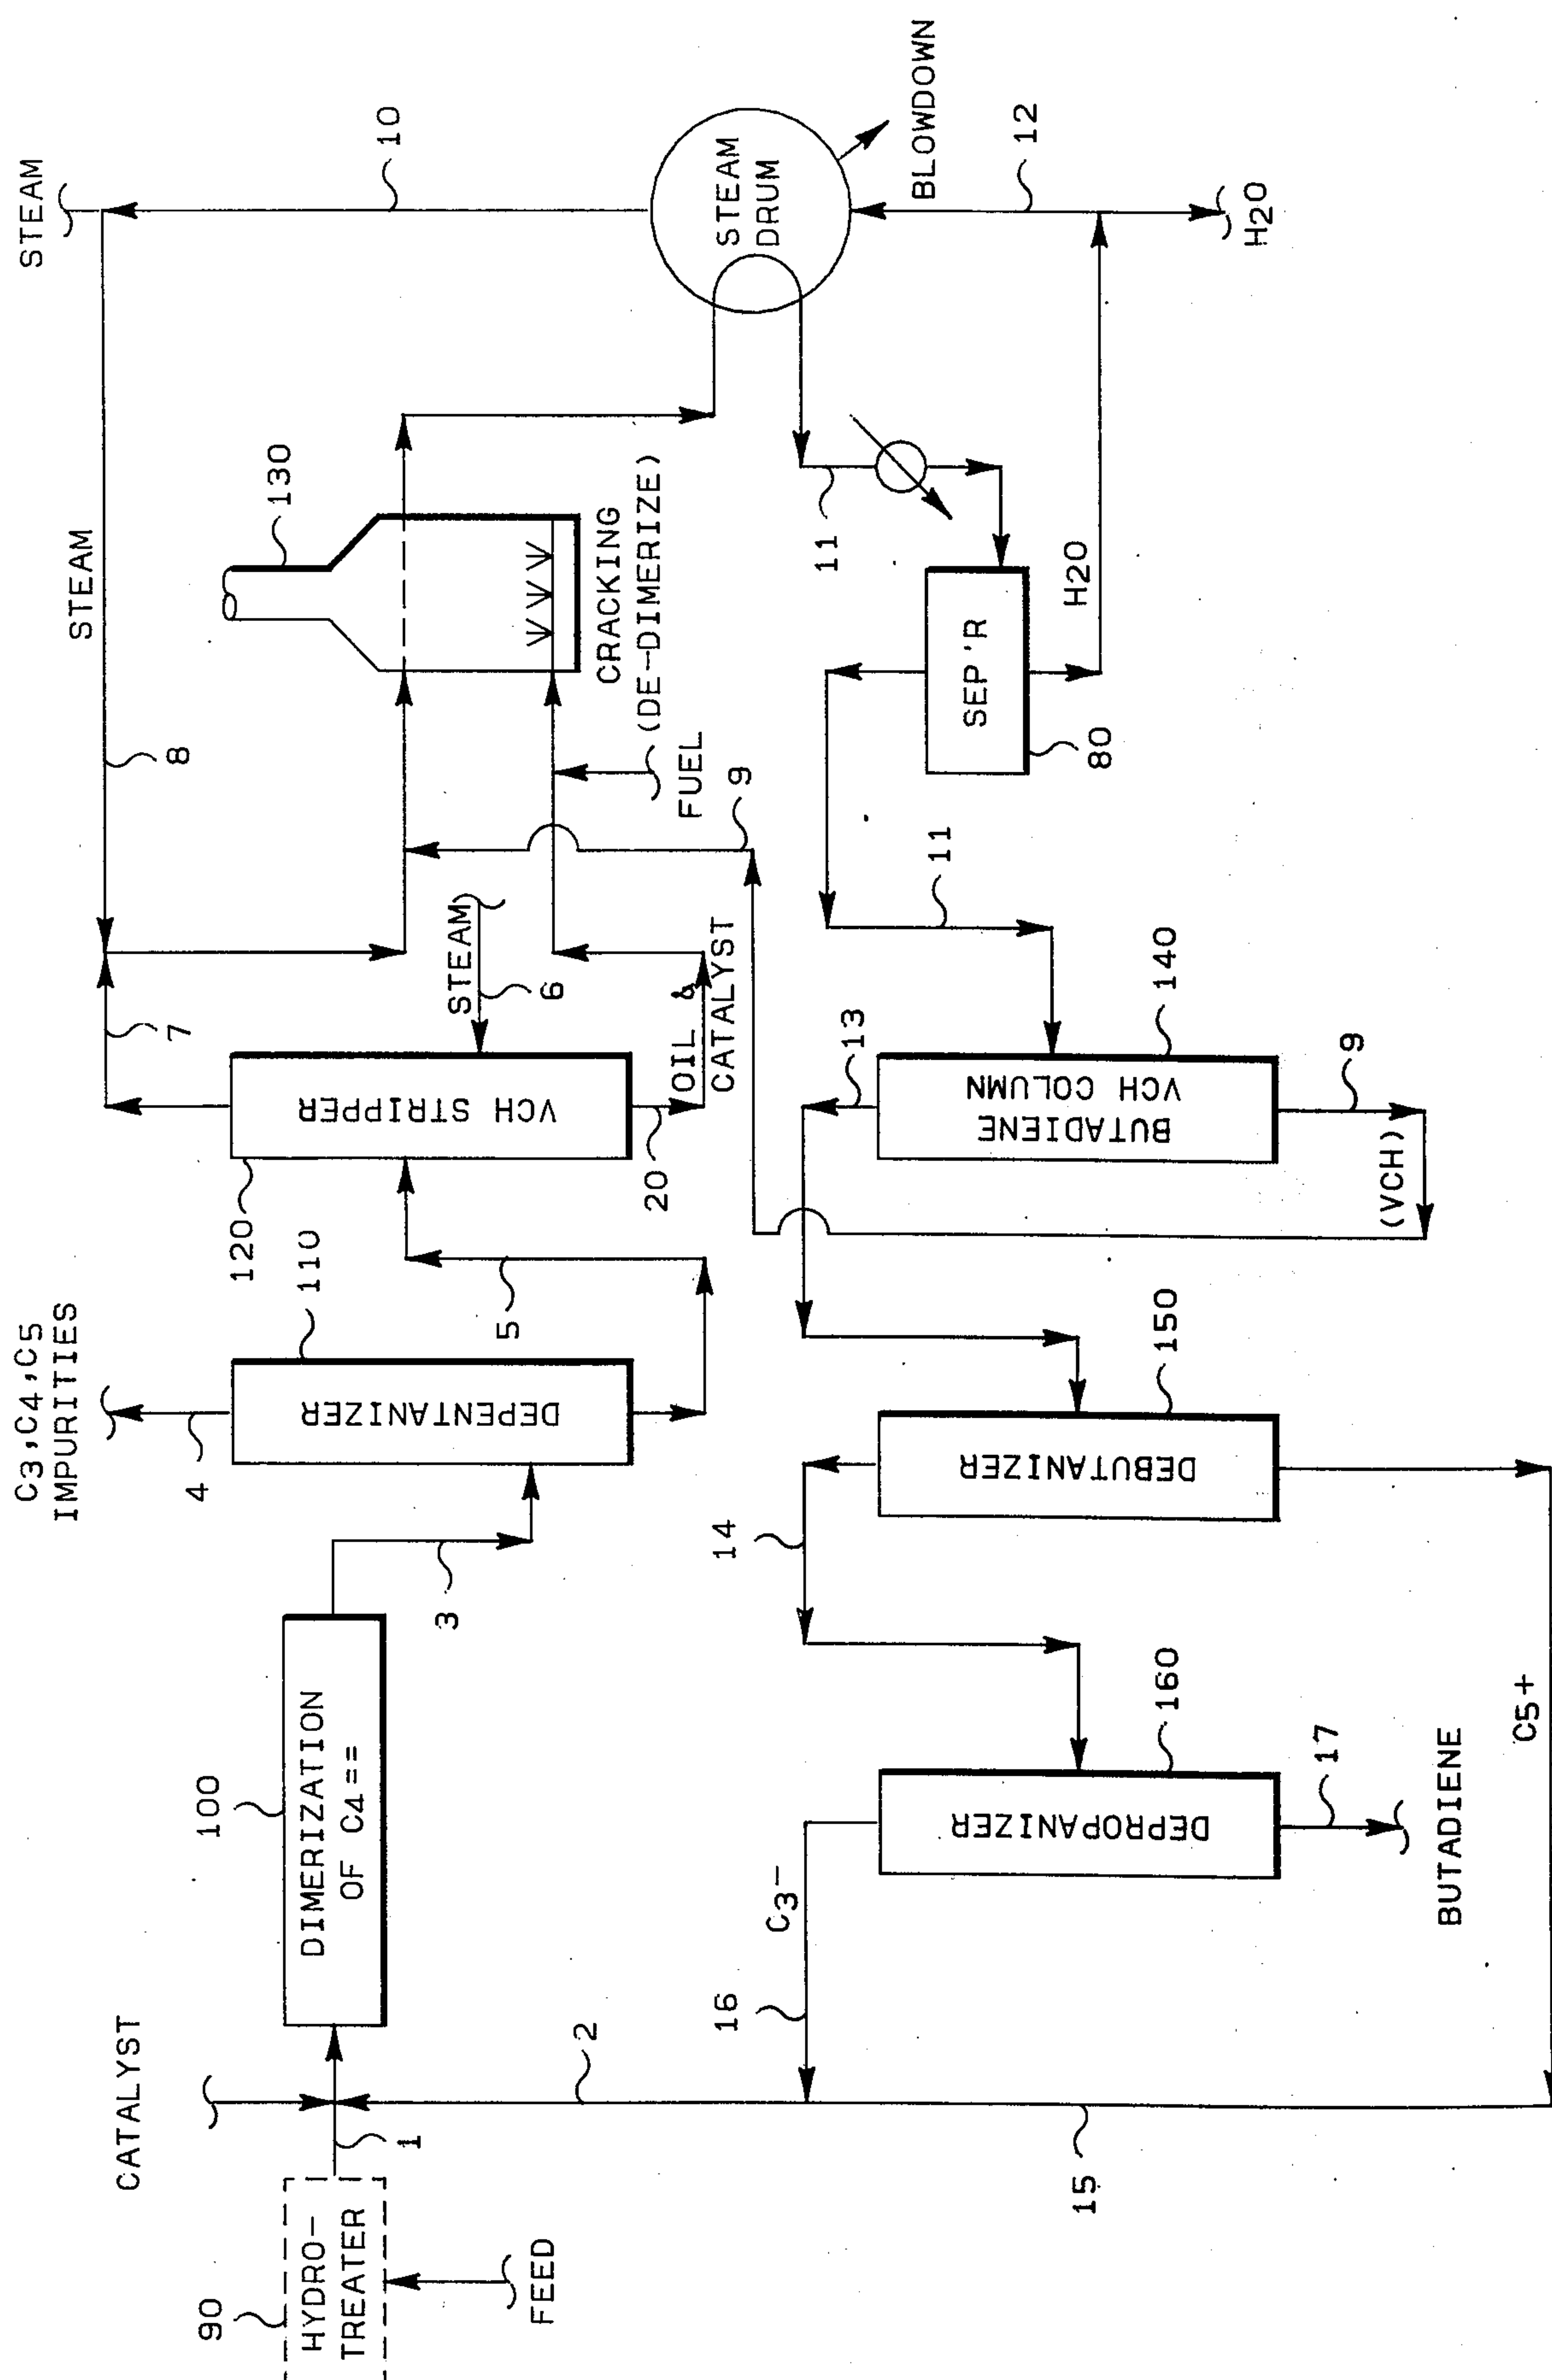 CATALYST
90
HYDRO-
TREATER
FEED
1
100
DIMERIZATION
OF C4==
2
3
C3,C4,C5
IMPURITIES
4
110
DEPENTANIZER
5
120
VCH STRIPPER
STEAM
6
7
20
OIL &
CATALYST
STEAM
8
STEAM
10
130
CRACKING
(DE-DIMERIZE)
FUEL
9
STEAM
DRUM
BLOWDOWN
12
H2O
11
SEP'R
80
H2O
11
13
BUTADIENE
VCH COLUMN
140
9
(VCH)
14
DEBUTANIZER
150
C3-
16
DEPROPANIZER
160
17
BUTADIENE
C5+
15